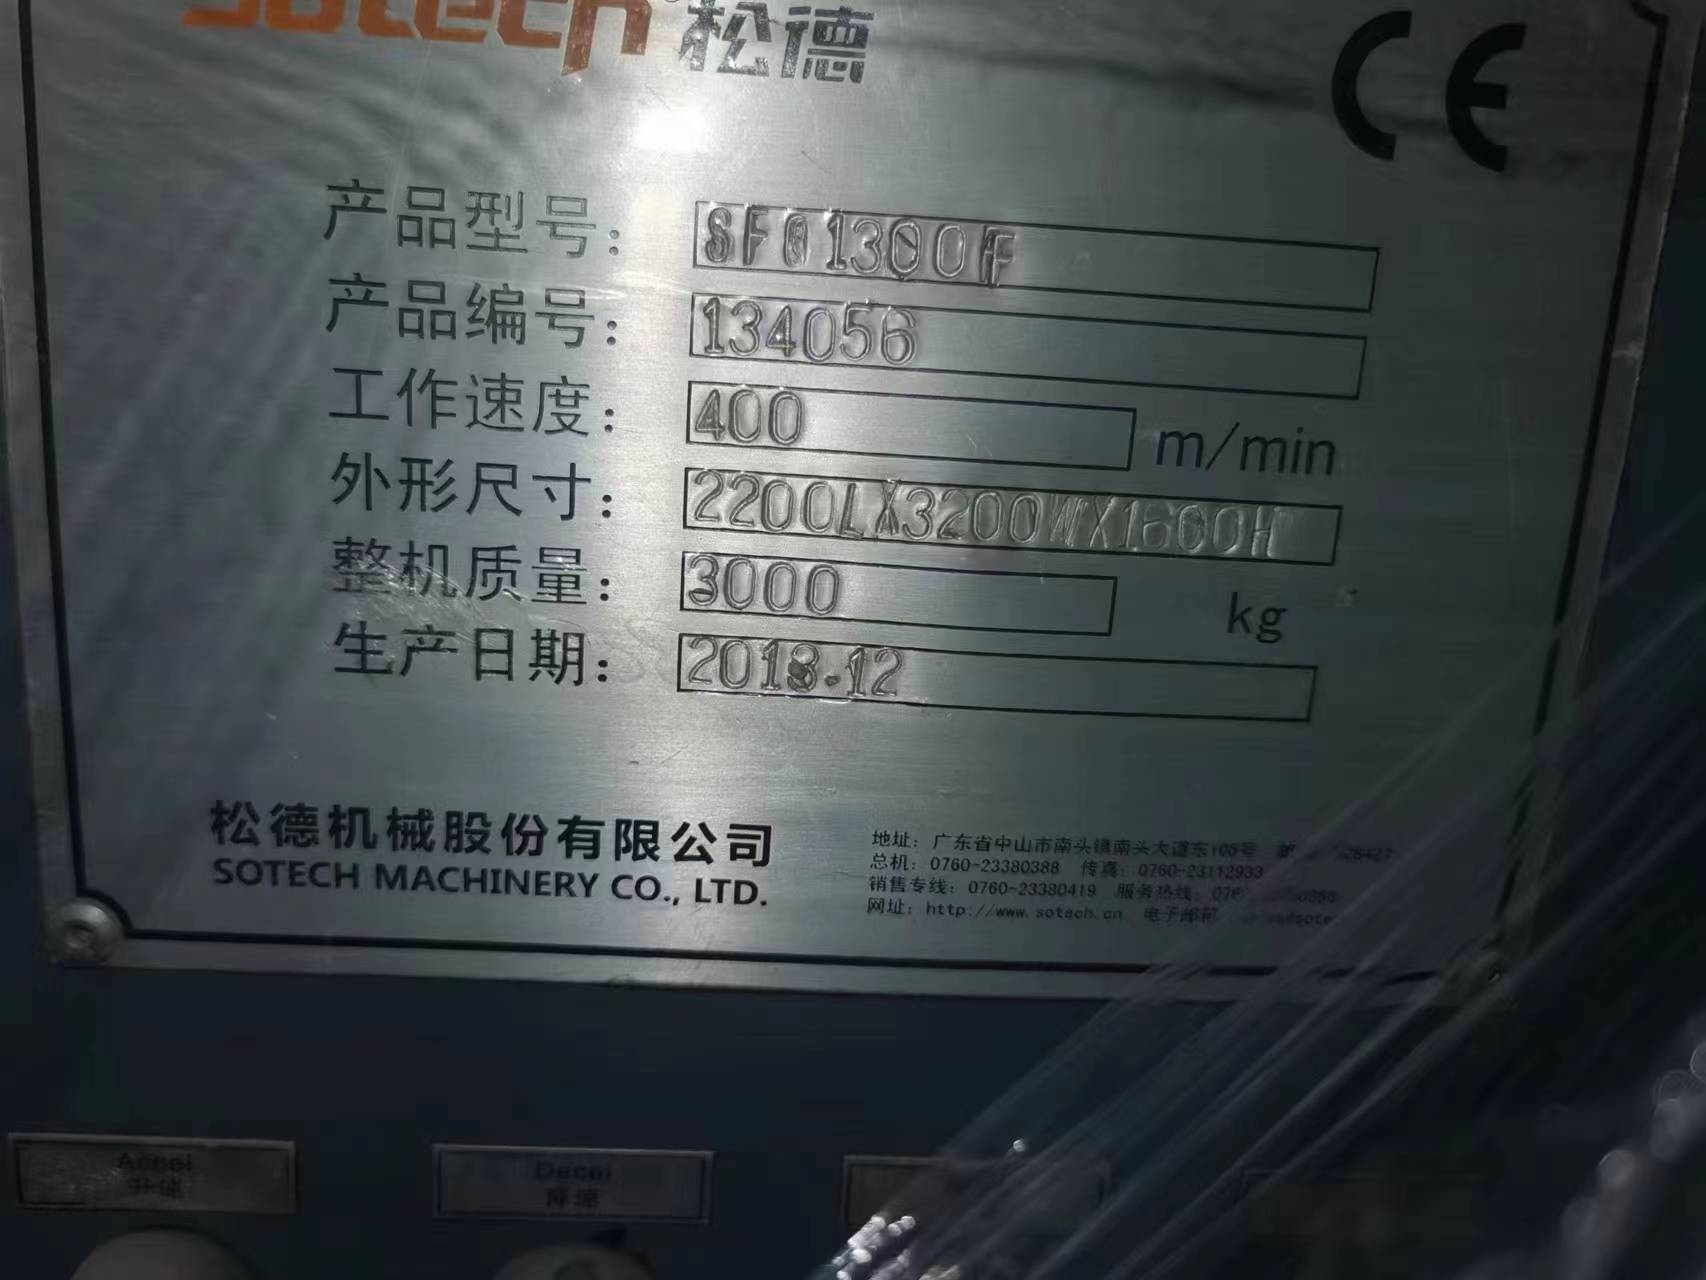 sotech 松德
CE
产品型号: SF01300F
产品编号: 134056
工作速度: 400 m/min
外形尺寸: 2200LX3200WX1600H
整机质量: 3000 kg
生产日期: 2018.12
松德机械股份有限公司
SOTECH MACHINERY CO., LTD.
地址: 广东省中山市南头镇南头大道东105号
总机: 0760-23380388 传真: 0760-23112933
销售专线: 0760-23380419 服务热线:
网址: http://www.sotech.cn 电子邮箱
Accel
升速
Decel
降速